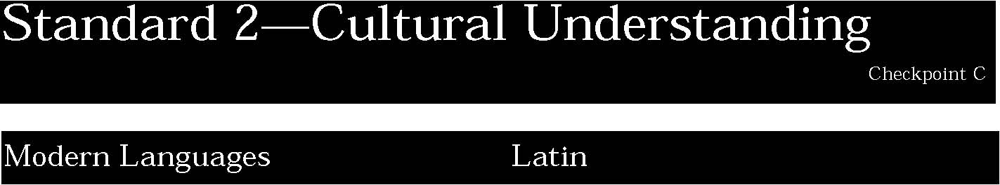 Standard 2—Cultural Understanding
Checkpoint C
Modern Languages Latin